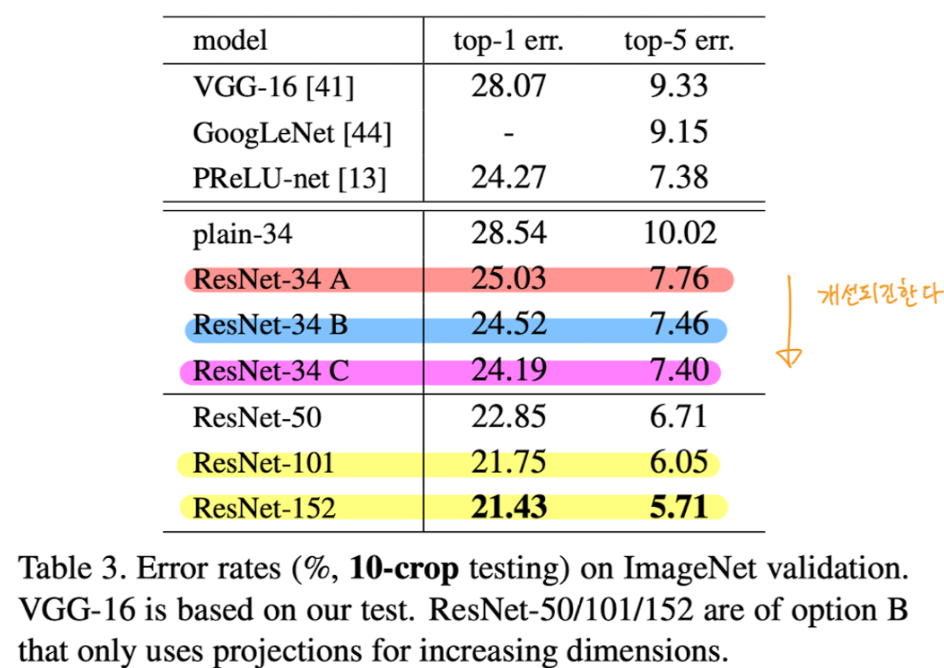 model top-1 err. top-5 err.
VGG-16 [41] 28.07 9.33
GoogLeNet [44] - 9.15
PReLU-net [13] 24.27 7.38
plain-34 28.54 10.02
ResNet-34 A 25.03 7.76
ResNet-34 B 24.52 7.46
개선되긴한다
ResNet-34 C 24.19 7.40
ResNet-50 22.85 6.71
ResNet-101 21.75 6.05
ResNet-152 21.43 5.71
Table 3. Error rates (%, 10-crop testing) on ImageNet validation.
VGG-16 is based on our test. ResNet-50/101/152 are of option B
that only uses projections for increasing dimensions.